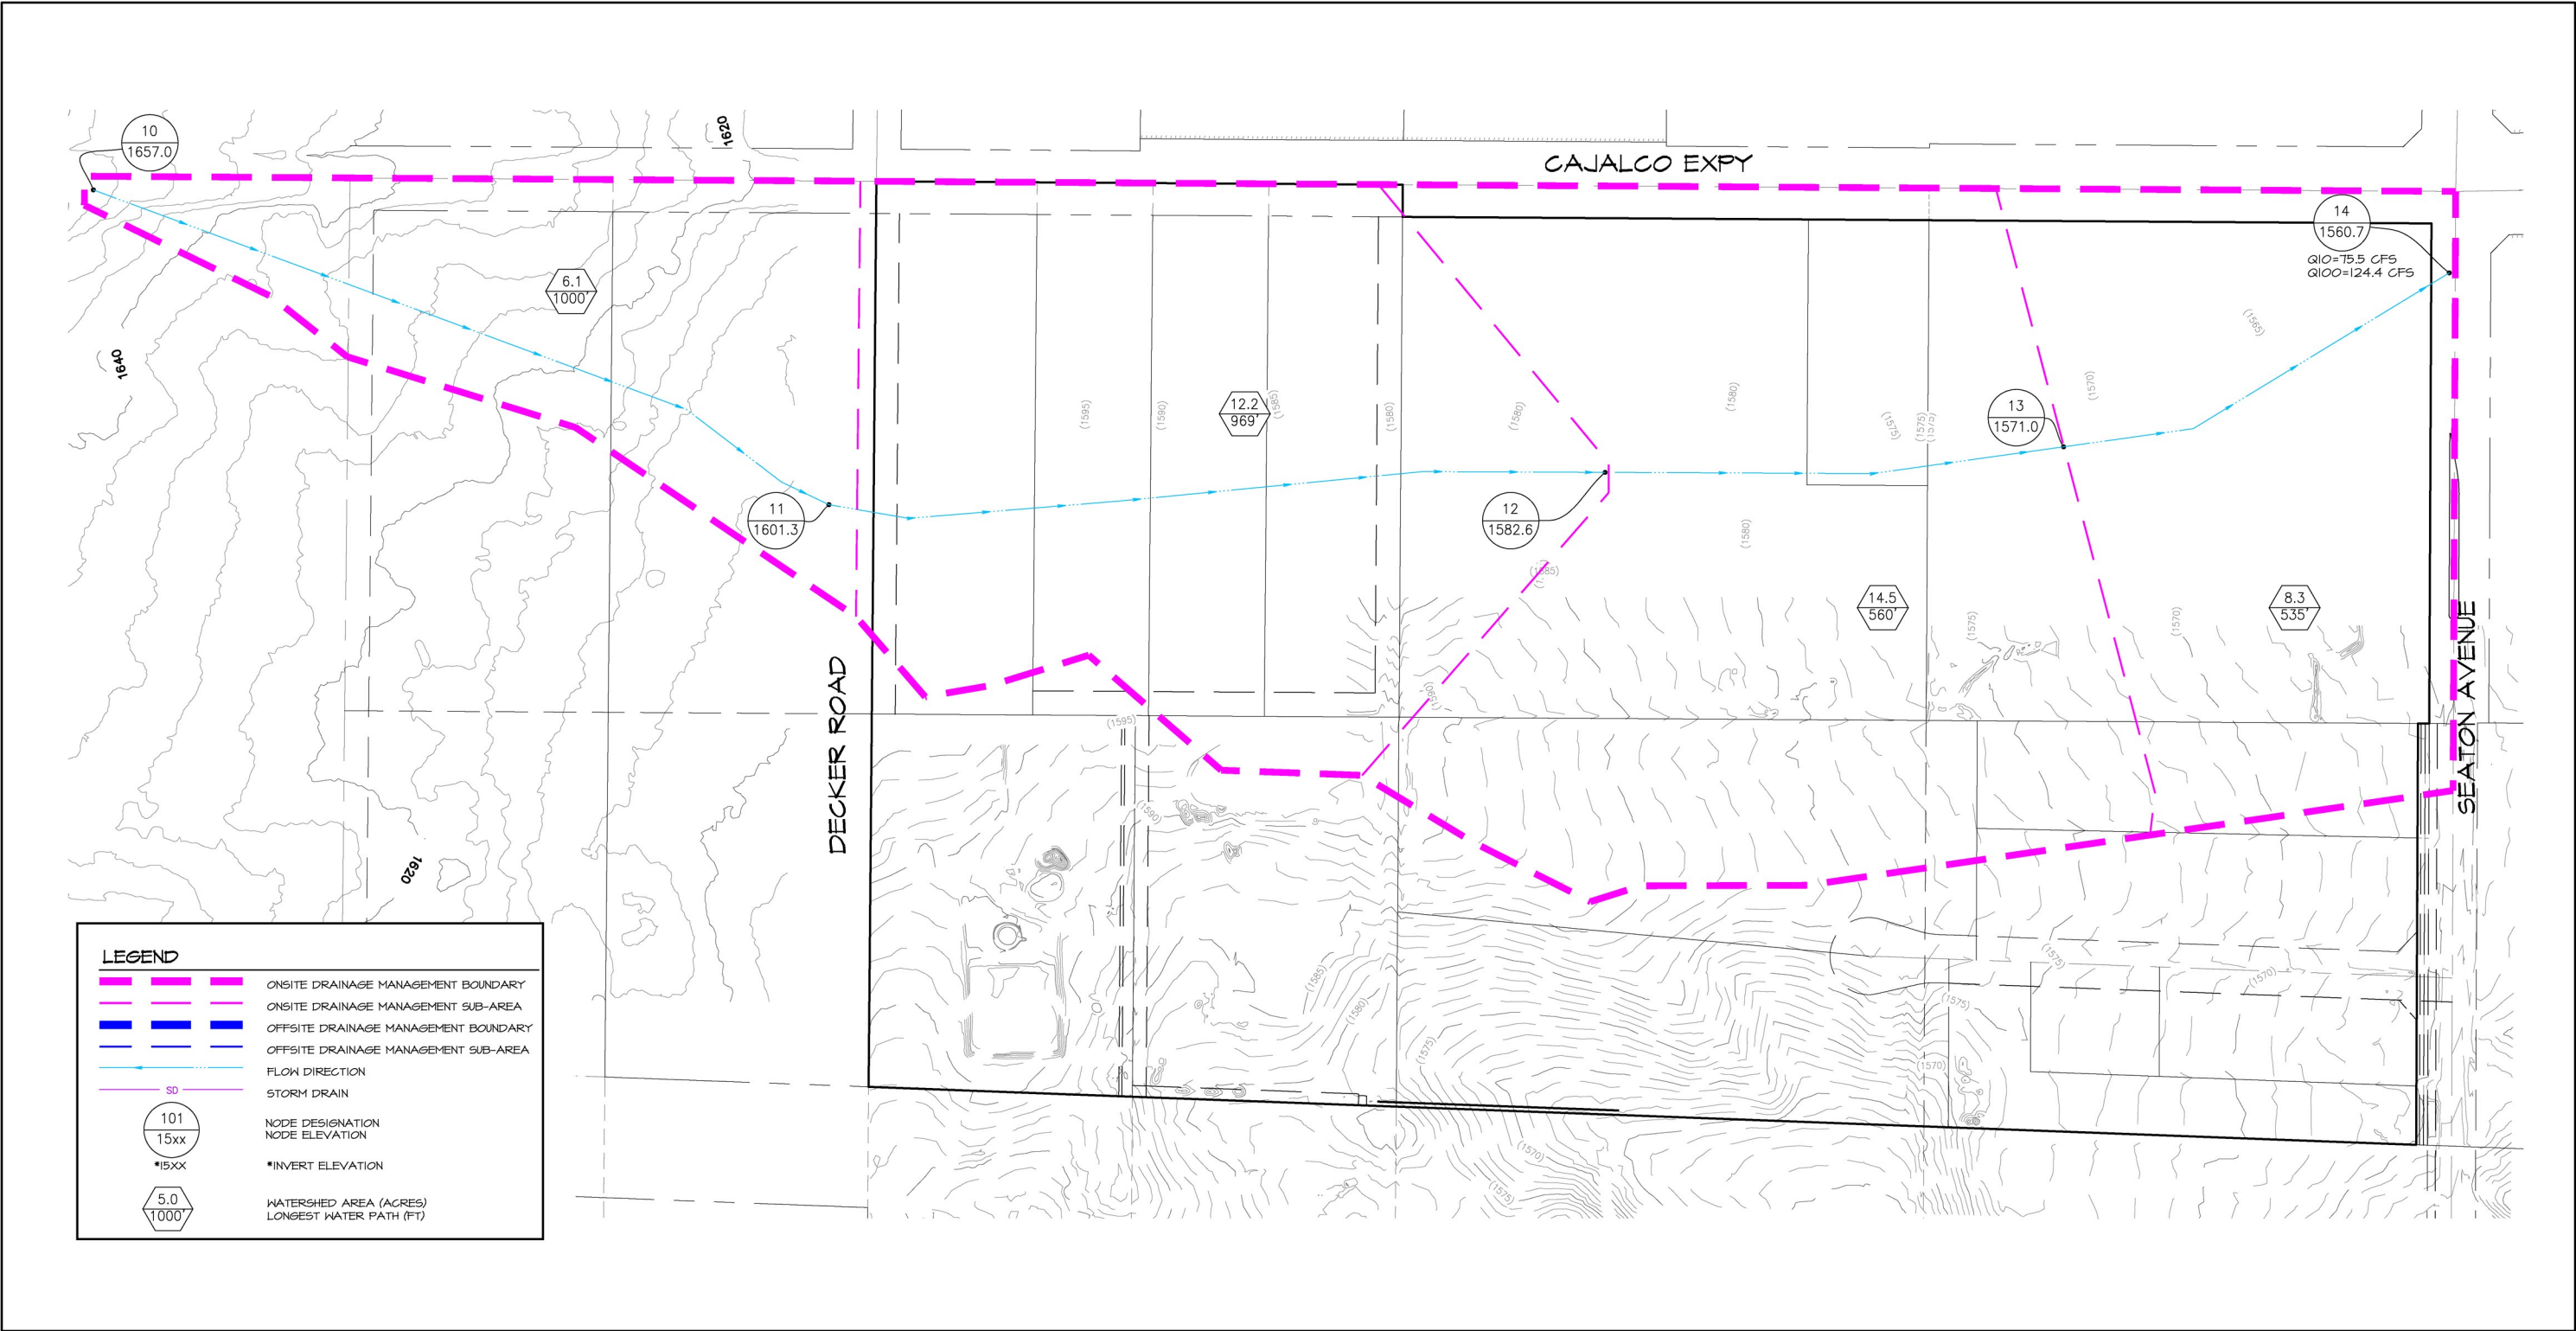 1620
10
1657.0
CAJALCO EXPY
14
1560.7
Q10=75.5 CFS
Q100=124.4 CFS
6.1
1000'
(1565)
1640
(1595)
(1590)
12.2
969'
(1585)
(1580)
(1580)
(1580)
(1575)
(1575)
(1575)
13
1571.0
(1570)
11
1601.3
12
1582.6
(1580)
(1585)
14.5
560'
(1575)
(1570)
8.3
535'
SEATON AVENUE
DECKER ROAD
(1590)
(1595)
(1590)
1620
(1585)
(1580)
(1575)
(1575)
(1570)
(1575)
(1570)
(1570)
(1575)
LEGEND
ONSITE DRAINAGE MANAGEMENT BOUNDARY
ONSITE DRAINAGE MANAGEMENT SUB-AREA
OFFSITE DRAINAGE MANAGEMENT BOUNDARY
OFFSITE DRAINAGE MANAGEMENT SUB-AREA
FLOW DIRECTION
SD STORM DRAIN
101
15xx
NODE DESIGNATION
NODE ELEVATION
*15XX
*INVERT ELEVATION
5.0
1000'
WATERSHED AREA (ACRES)
LONGEST WATER PATH (FT)